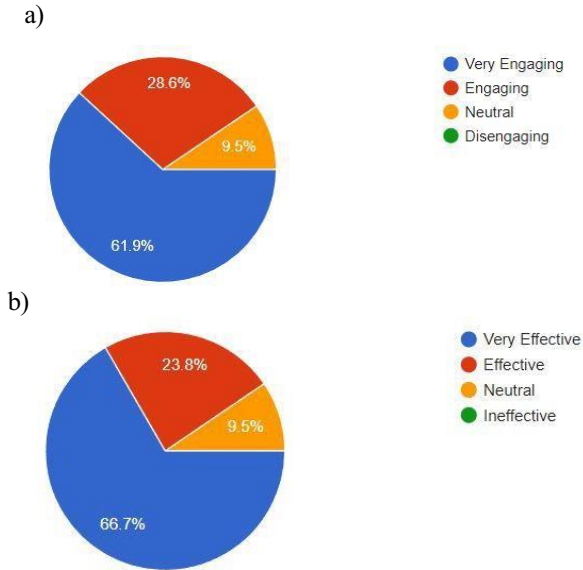 a)
28.6%
9.5%
61.9%
Very Engaging
Engaging
Neutral
Disengaging
b)
23.8%
9.5%
66.7%
Very Effective
Effective
Neutral
Ineffective